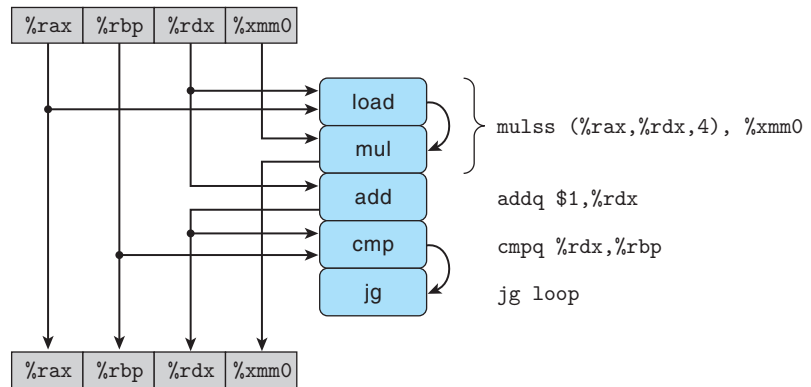 %rax %rbp %rdx %xmm0
load
mul
mulss (%rax,%rdx,4), %xmm0
add
addq $1,%rdx
cmp
cmpq %rdx,%rbp
jg
jg loop
%rax %rbp %rdx %xmm0